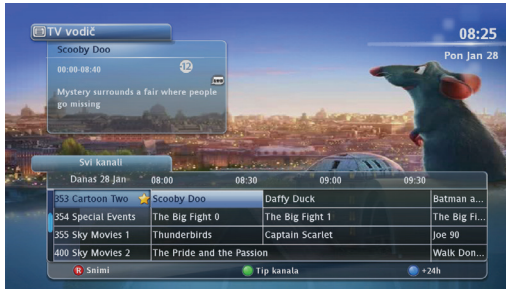 TV vodič
08:25
Pon Jan 28
Scooby Doo
00:00-08:40
12
Mystery surrounds a fair where people
go missing
Svi kanali
Danas 28 Jan 08:00 08:30 09:00 09:30
353 Cartoon Two Scooby Doo Daffy Duck Batman a...
354 Special Events The Big Fight 0 The Big Fight 1 The Big Fi...
355 Sky Movies 1 Thunderbirds Captain Scarlet Joe 90
400 Sky Movies 2 The Pride and the Passion Walk Don...
R Snimi Tip kanala +24h